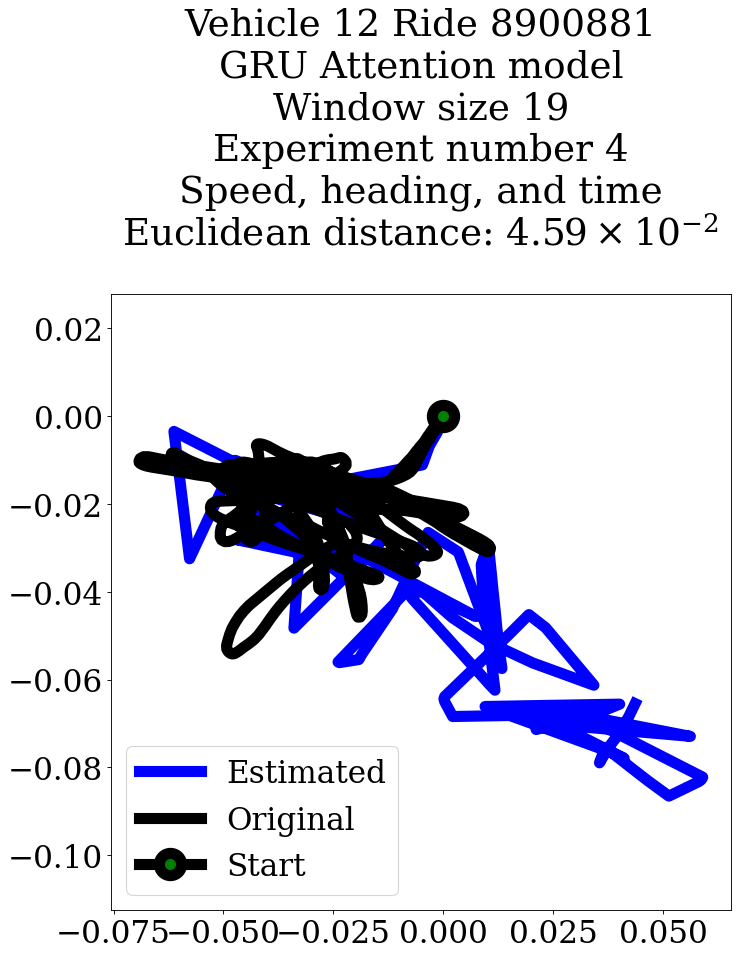 Vehicle 12 Ride 8900881
GRU Attention model
Window size 19
Experiment number 4
Speed, heading, and time
Euclidean distance: 4.59 × 10⁻²
0.02
0.00
−0.02
−0.04
−0.06
−0.08
−0.10
Estimated
Original
Start
−0.075 −0.050 −0.025 0.000 0.025 0.050